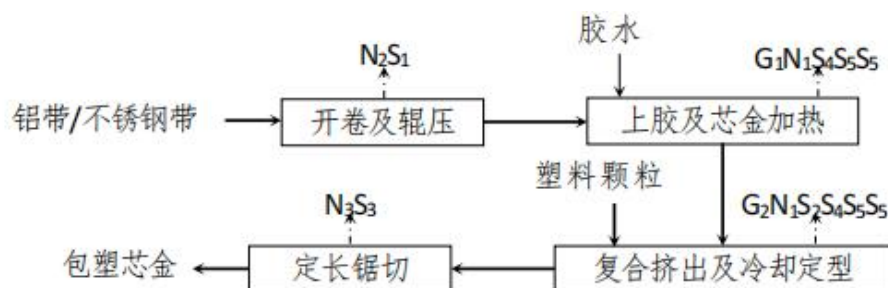 胶水
N₂S₁
G₁N₁S₄S₅S₅
铝带/不锈钢带
开卷及辊压
上胶及芯金加热
塑料颗粒
N₃S₃
G₂N₁S₂S₄S₅S₅
包塑芯金
定长锯切
复合挤出及冷却定型